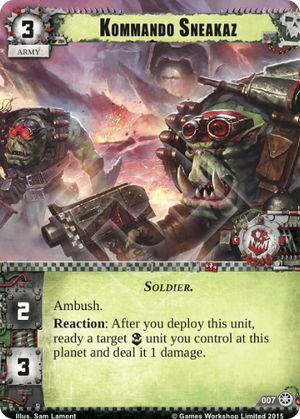 3
KOMMANDO SNEAKAZ
ARMY
SOLDIER.
2
3
Ambush.
Reaction: After you deploy this unit,
ready a target unit you control at this
planet and deal it 1 damage.
007
Illus. Sam Lamont
© Games Workshop Limited 2015